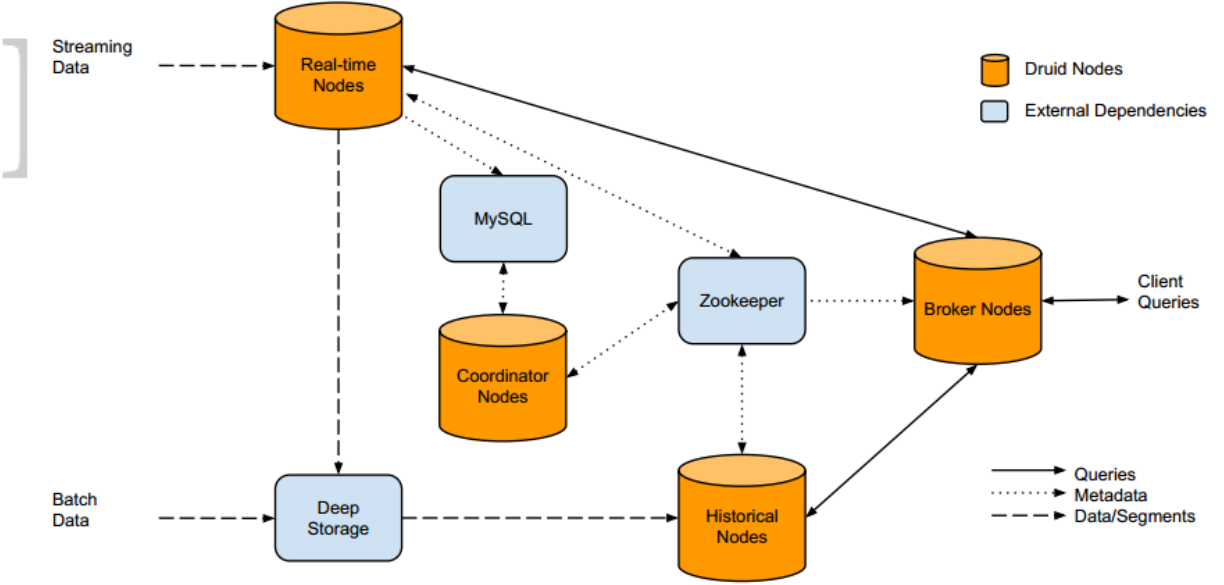 Streaming
Data
Real-time
Nodes
Druid Nodes
External Dependencies
MySQL
Zookeeper
Broker Nodes
Client
Queries
Coordinator
Nodes
Batch
Data
Deep
Storage
Historical
Nodes
Queries
Metadata
Data/Segments